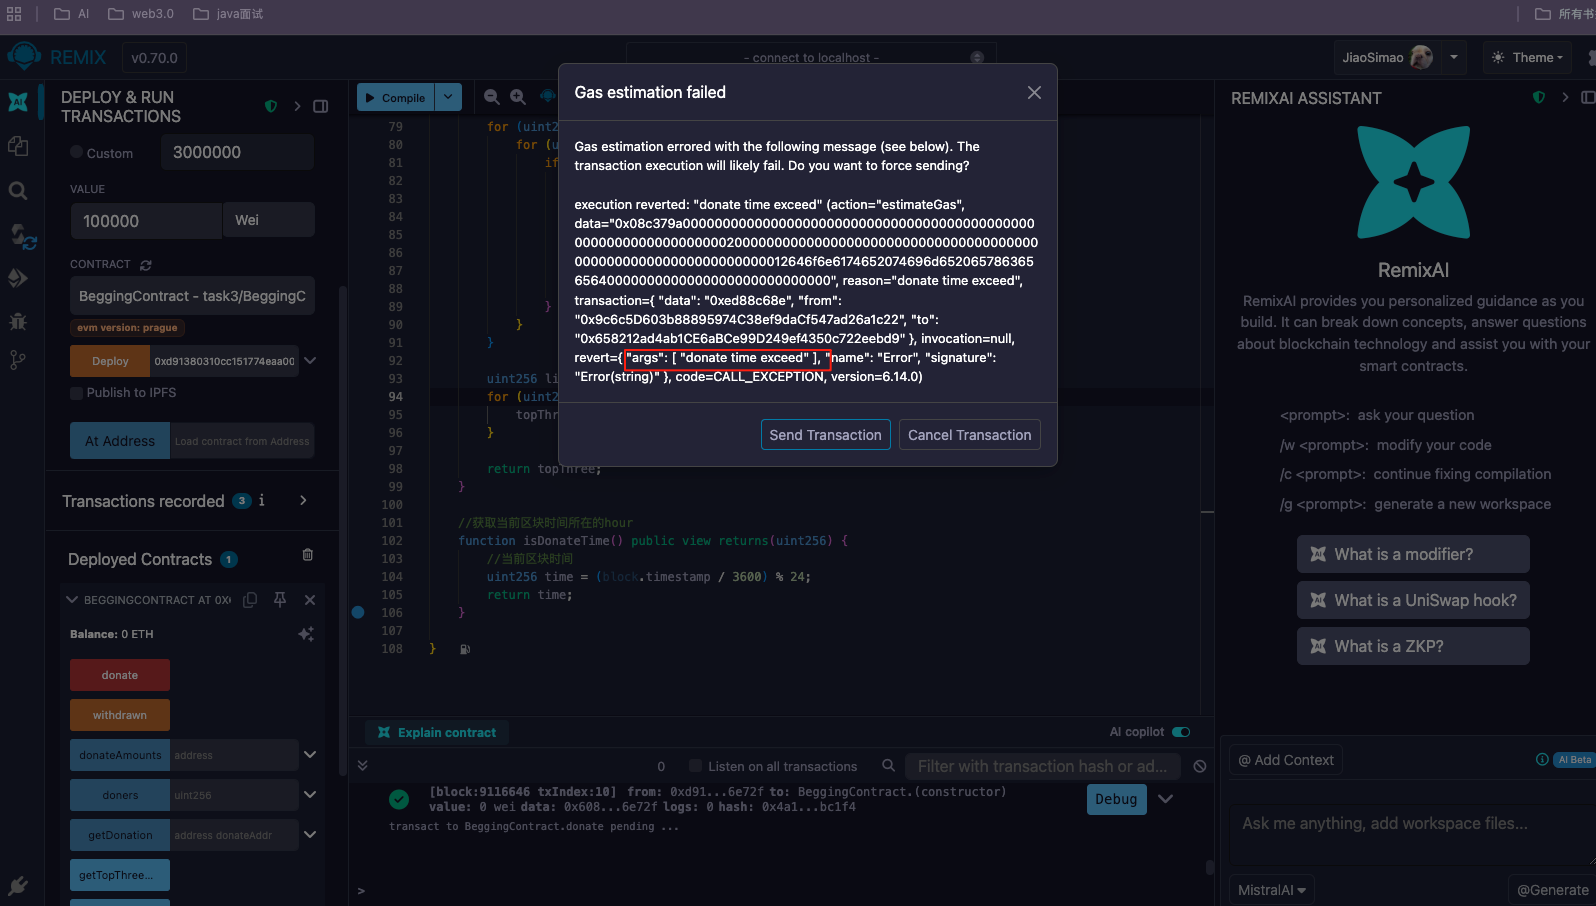 AI
web3.0
java面试
所有书
REMIX
v0.70.0
- connect to localhost -
JiaoSimao
Theme
DEPLOY & RUN
TRANSACTIONS
Custom
3000000
VALUE
100000
Wei
CONTRACT
BeggingContract - task3/BeggingC
evm version: prague
Deploy
0xd91380310cc151774eaa00
Publish to IPFS
At Address
Load contract from Address
Transactions recorded
3
i
Deployed Contracts
1
BEGGINGCONTRACT AT 0X
Balance: 0 ETH
donate
withdrawn
donateAmounts
address
doners
uint256
getDonation
address donateAddr
getTopThree...
Compile
79 for (uint2
80 for (u
81 if
82
83
84
85
86
87
88
89 }
90 }
91 }
92
93 uint256 li
94 for (uint2
95 topThr
96 }
97
98 return topThree;
99 }
100
101 //获取当前区块时间所在的hour
102 function isDonateTime() public view returns(uint256) {
103 //当前区块时间
104 uint256 time = (block.timestamp / 3600) % 24;
105 return time;
106 }
107
108 }
Gas estimation failed
Gas estimation errored with the following message (see below). The
transaction execution will likely fail. Do you want to force sending?
execution reverted: "donate time exceed" (action="estimateGas",
"0x9c6c5D603b88895974C38ef9daCf547ad26a1c22", "to":
"0x658212ad4ab1CE6aBCe99D249ef4350c722eebd9" }, invocation=null,
revert={ "args": [ "donate time exceed" ], "name": "Error", "signature":
"Error(string)" }, code=CALL_EXCEPTION, version=6.14.0)
Send Transaction
Cancel Transaction
Explain contract
AI copilot
0
Listen on all transactions
Filter with transaction hash or ad...
[block:9116646 txIndex:10] from: 0xd91...6e72f to: BeggingContract.(constructor)
value: 0 wei data: 0x608...6e72f logs: 0 hash: 0x4a1...bc1f4
Debug
transact to BeggingContract.donate pending ...
>
REMIXAI ASSISTANT
RemixAI
RemixAI provides you personalized guidance as you
build. It can break down concepts, answer questions
about blockchain technology and assist you with your
smart contracts.
<prompt>: ask your question
/w <prompt>: modify your code
/c <prompt>: continue fixing compilation
/g <prompt>: generate a new workspace
What is a modifier?
What is a UniSwap hook?
What is a ZKP?
@ Add Context
AI Beta
Ask me anything, add workspace files...
MistralAI
@Generate